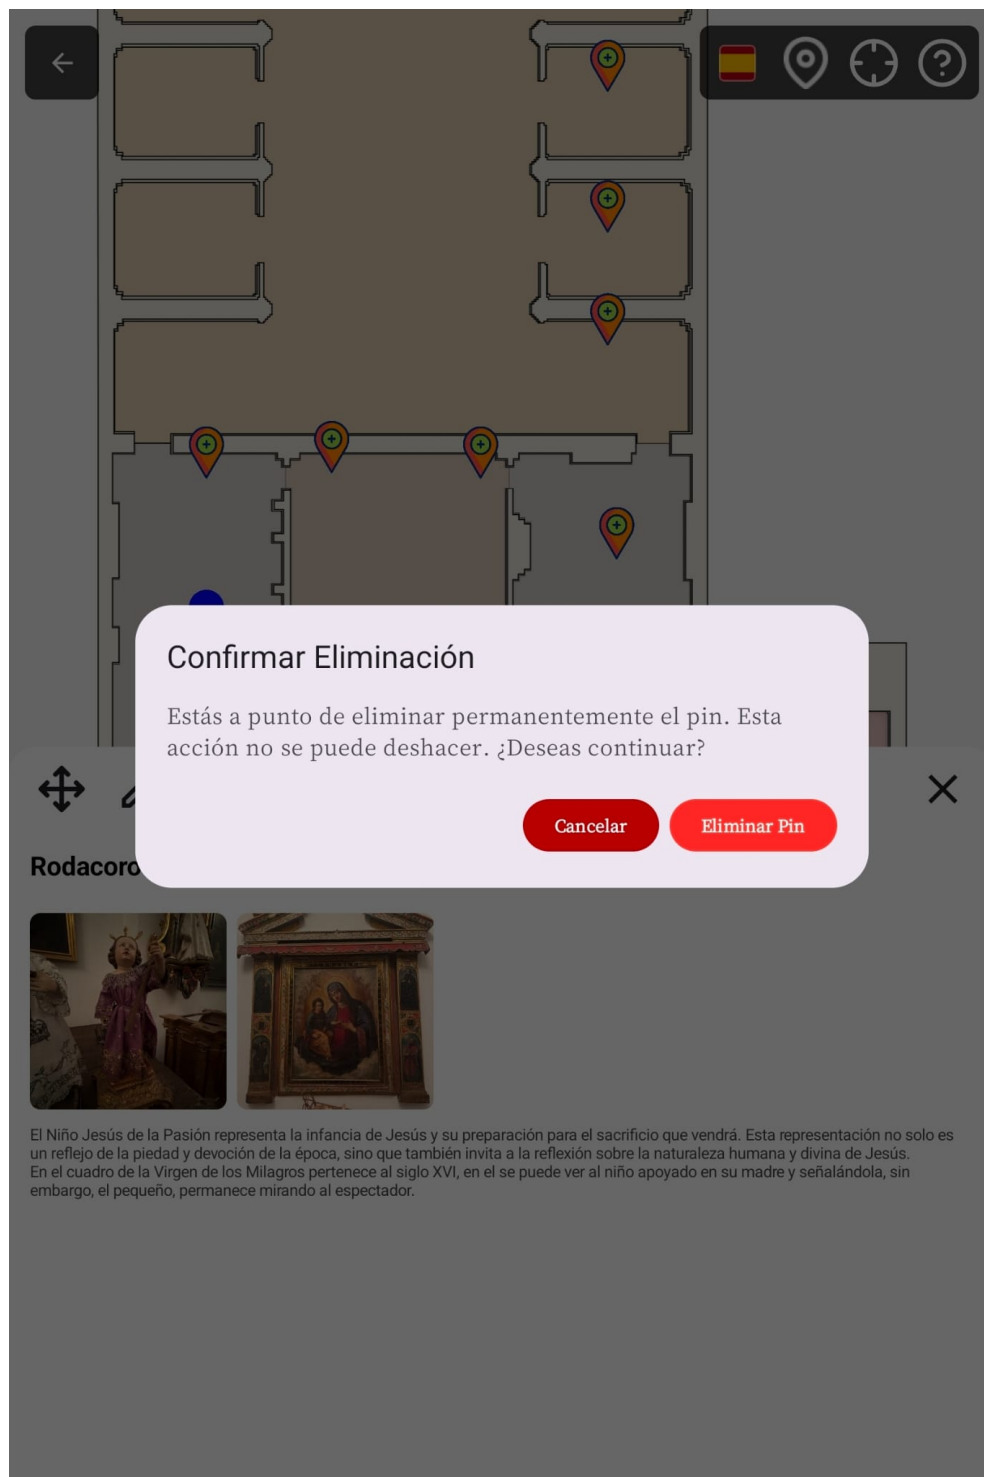 Confirmar Eliminación
Estás a punto de eliminar permanentemente el pin. Esta
acción no se puede deshacer. ¿Deseas continuar?
Cancelar
Eliminar Pin
Rodacoro
El Niño Jesús de la Pasión representa la infancia de Jesús y su preparación para el sacrificio que vendrá. Esta representación no solo es
un reflejo de la piedad y devoción de la época, sino que también invita a la reflexión sobre la naturaleza humana y divina de Jesús.
En el cuadro de la Virgen de los Milagros pertenece al siglo XVI, en el se puede ver al niño apoyado en su madre y señalándola, sin
embargo, el pequeño, permanece mirando al espectador.